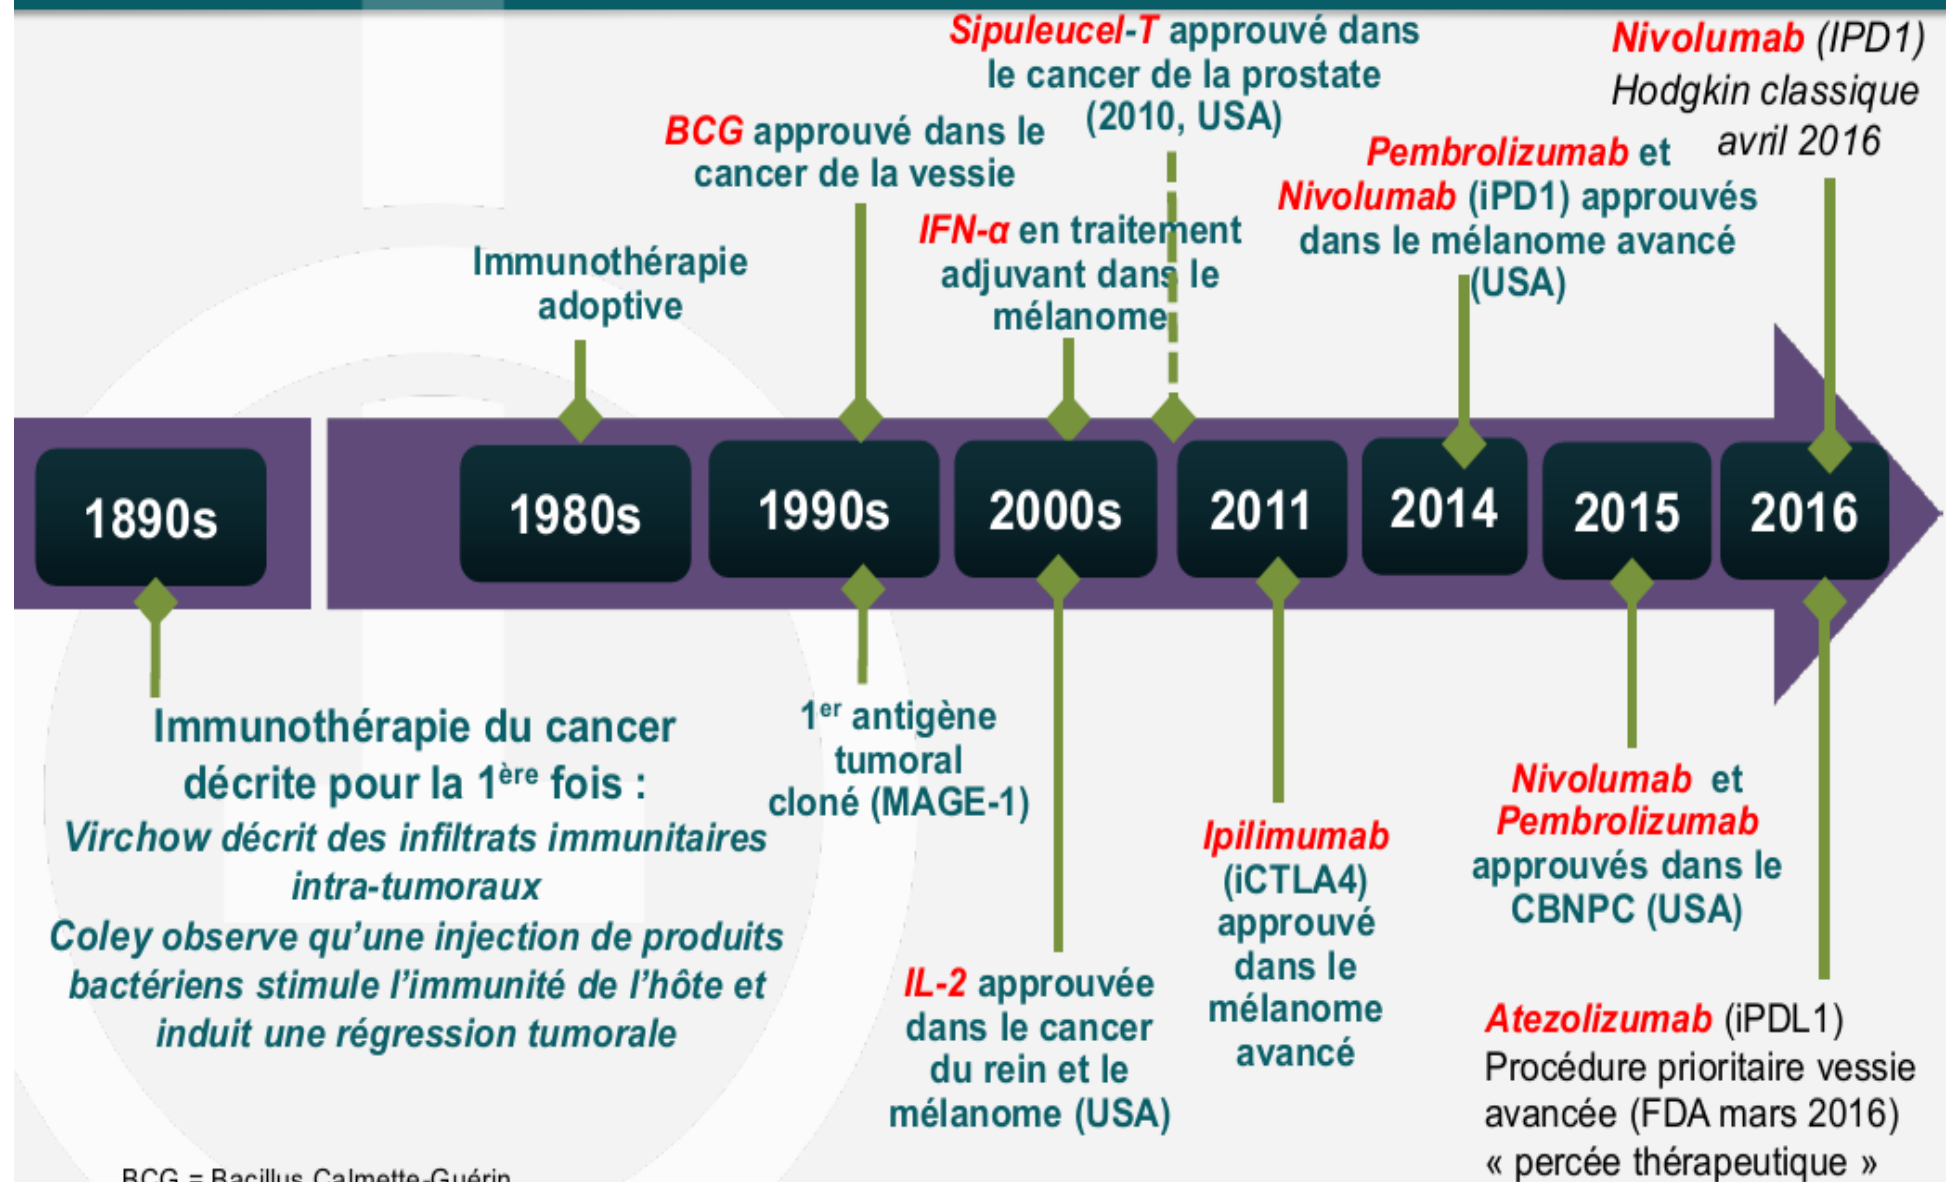 Sipuleucel-T approuvé dans
le cancer de la prostate
(2010, USA)
Nivolumab (IPD1)
Hodgkin classique
avril 2016
BCG approuvé dans le
cancer de la vessie
Pembrolizumab et
Nivolumab (iPD1) approuvés
dans le mélanome avancé
(USA)
IFN-α en traitement
adjuvant dans le
mélanome
Immunothérapie
adoptive
1890s
1980s
1990s
2000s
2011
2014
2015
2016
Immunothérapie du cancer
décrite pour la 1ère fois :
Virchow décrit des infiltrats immunitaires
intra-tumoraux
Coley observe qu’une injection de produits
bactériens stimule l’immunité de l’hôte et
induit une régression tumorale
1er antigène
tumoral
cloné (MAGE-1)
IL-2 approuvée
dans le cancer
du rein et le
mélanome (USA)
Ipilimumab
(iCTLA4)
approuvé
dans le
mélanome
avancé
Nivolumab et
Pembrolizumab
approuvés dans le
CBNPC (USA)
Atezolizumab (iPDL1)
Procédure prioritaire vessie
avancée (FDA mars 2016)
« percée thérapeutique »
BCG = Bacillus Calmette-Guérin